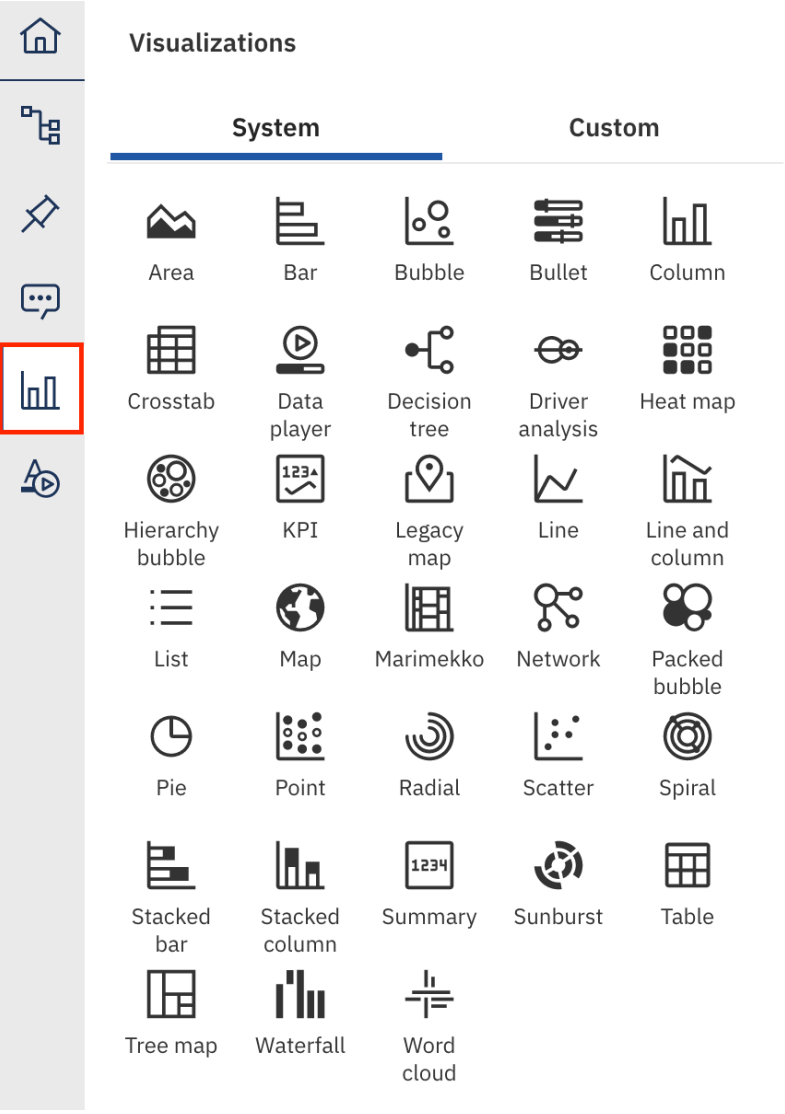 Visualizations
System Custom
Area Bar Bubble Bullet Column
Crosstab Data player Decision tree Driver analysis Heat map
123
Hierarchy bubble KPI Legacy map Line Line and column
List Map Marimekko Network Packed bubble
Pie Point Radial Scatter Spiral
1234
Stacked bar Stacked column Summary Sunburst Table
Tree map Waterfall Word cloud